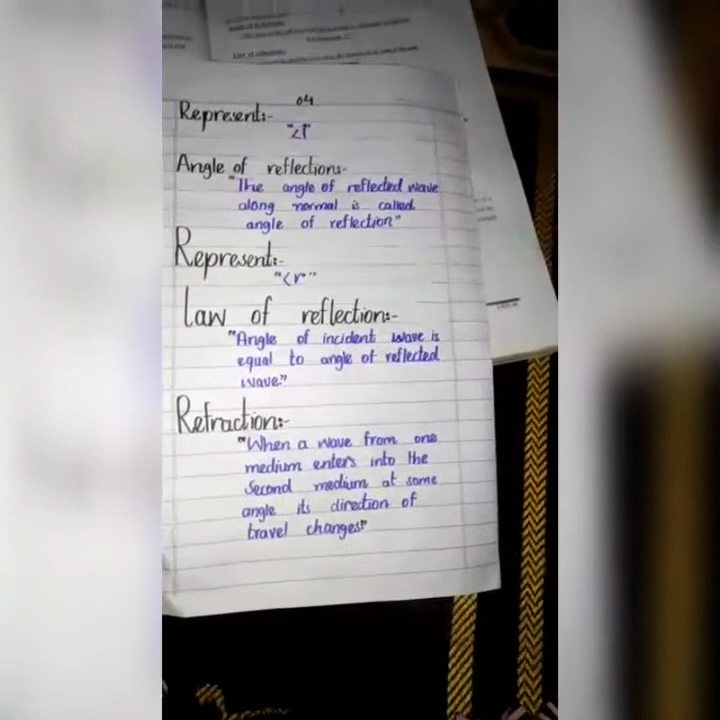 04
Represent:-
"<i"
Angle of reflection:-
"The angle of reflected wave
along normal is called
angle of reflection"
Represent:-
"<r"
Law of reflection:-
"Angle of incident wave is
equal to angle of reflected
wave"
Refraction:-
"When a wave from one
medium enters into the
Second medium at some
angle its direction of
travel changes"